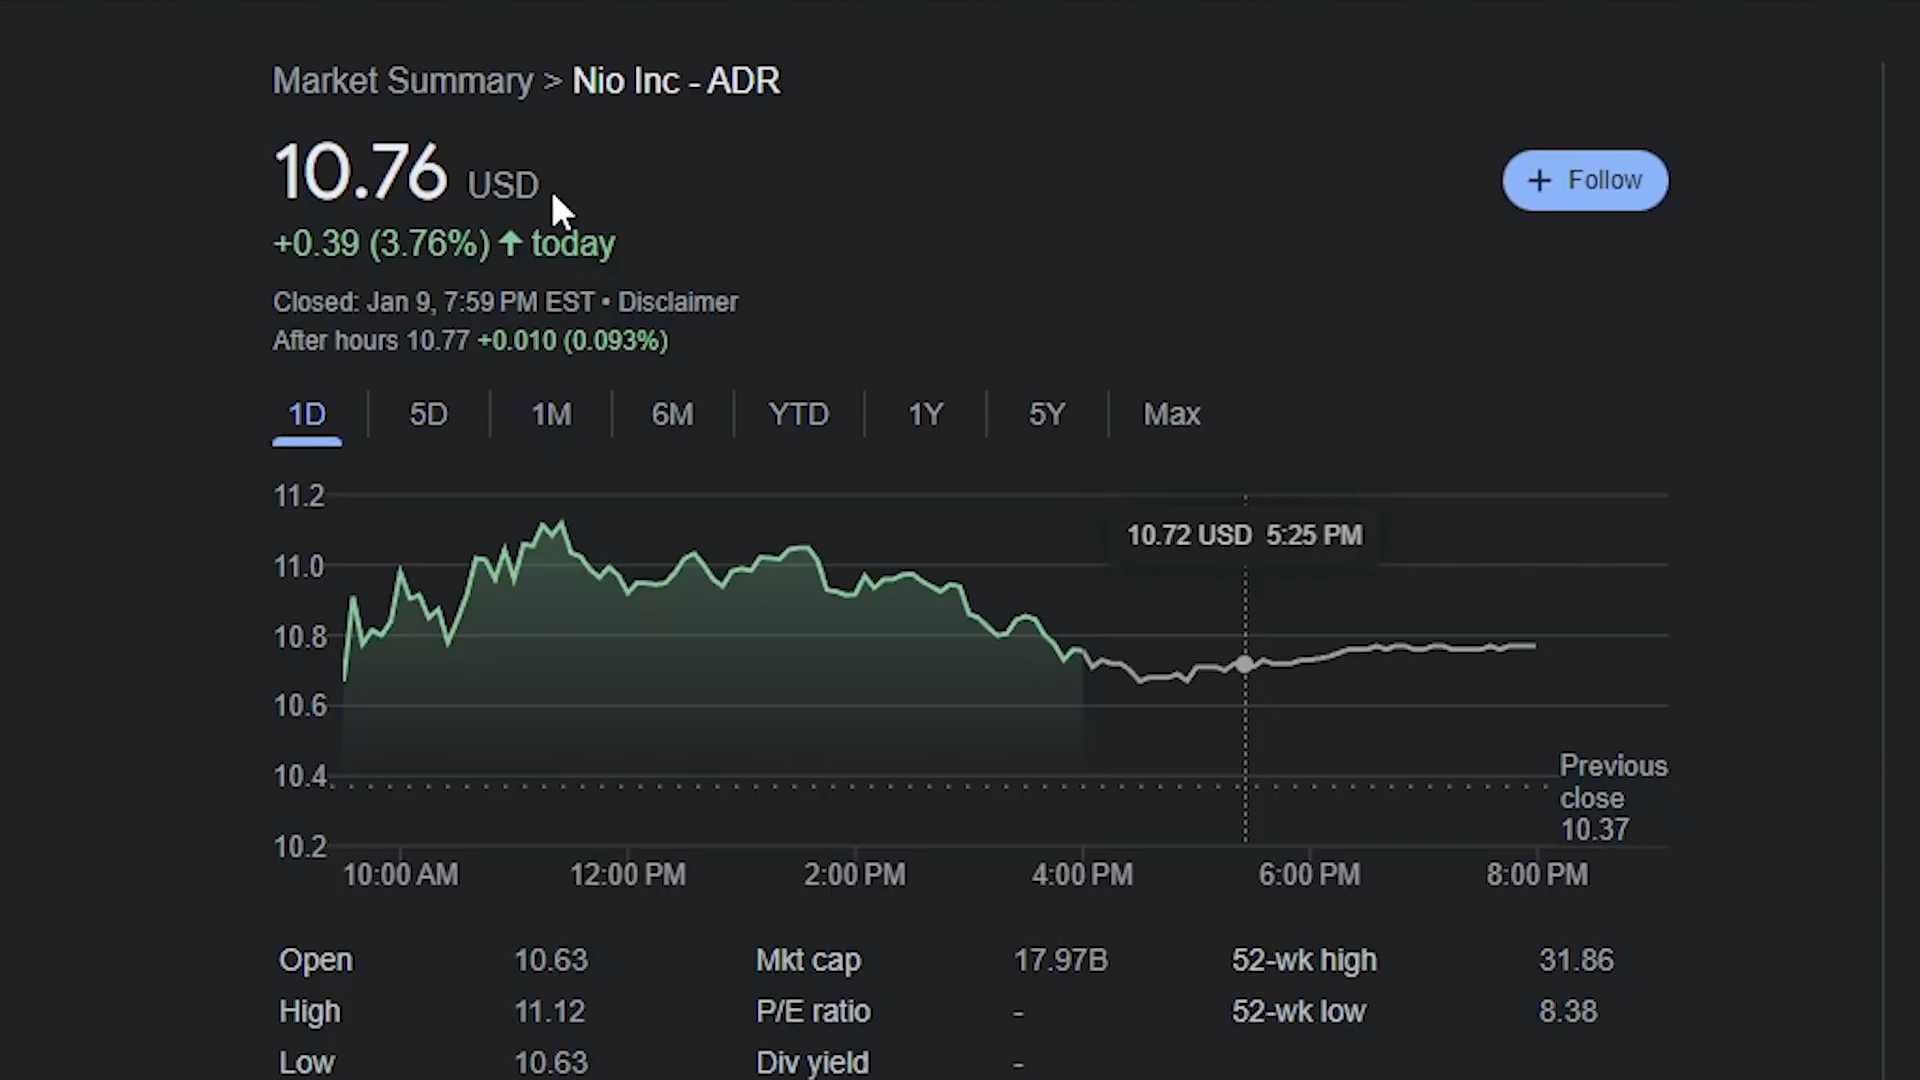 Market Summary > Nio Inc - ADR
10.76 USD
+ Follow
+0.39 (3.76%) ↑ today
Closed: Jan 9, 7:59 PM EST • Disclaimer
After hours 10.77 +0.010 (0.093%)
1D 5D 1M 6M YTD 1Y 5Y Max
11.2
10.72 USD 5:25 PM
11.0
10.8
10.6
10.4
Previous
close
10.37
10.2
10:00 AM 12:00 PM 2:00 PM 4:00 PM 6:00 PM 8:00 PM
Open 10.63 Mkt cap 17.97B 52-wk high 31.86
High 11.12 P/E ratio - 52-wk low 8.38
Low 10.63 Div yield -